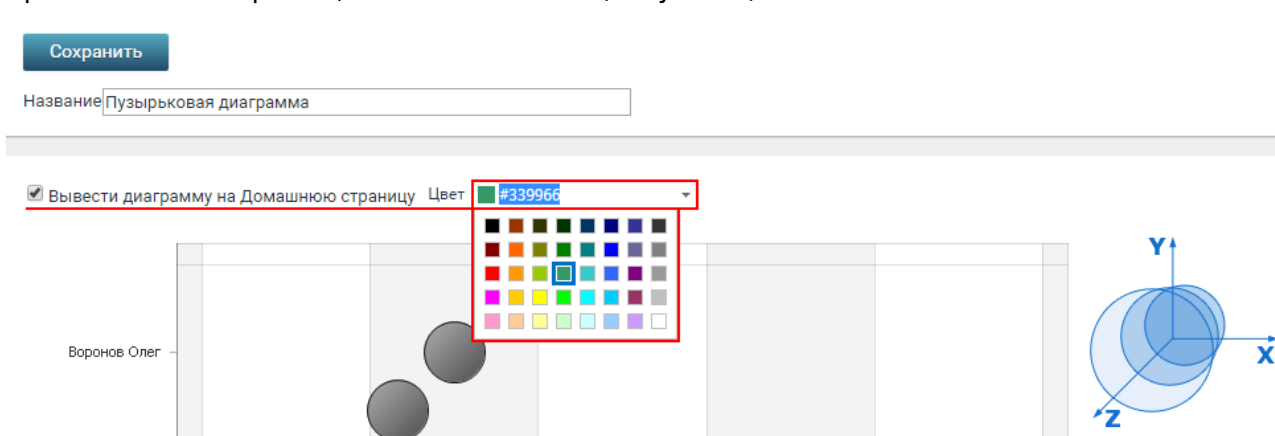 Сохранить
Название Пузырьковая диаграмма
Вывести диаграмму на Домашнюю страницу Цвет #339966
Y
Воронов Олег
X
Z